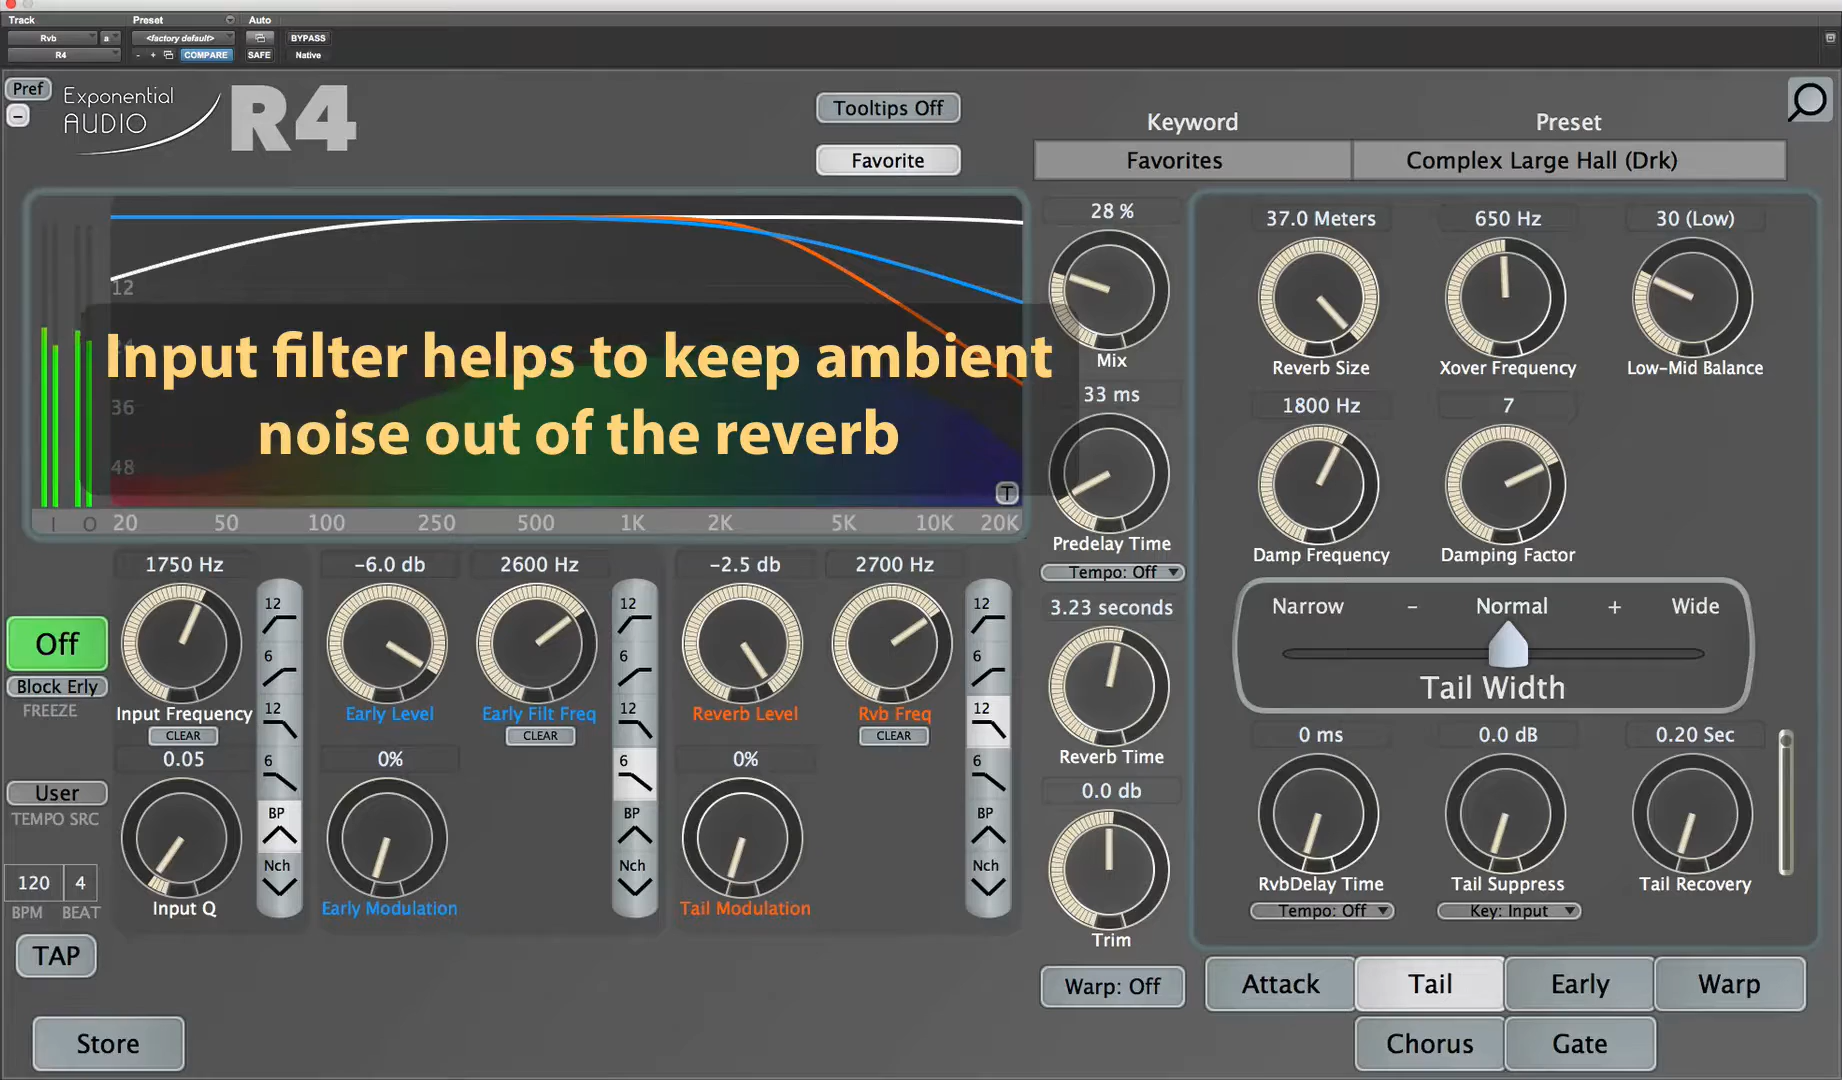 Track
Preset
Auto
Rvb
a
<factory default>
BYPASS
R4
- +
COMPARE
SAFE
Native
Pref
Exponential
AUDIO
R4
Tooltips Off
Favorite
Keyword
Preset
Favorites
Complex Large Hall (Drk)
12
36
48
Input filter helps to keep ambient
noise out of the reverb
T
I O 20 50 100 250 500 1K 2K 5K 10K 20K
28 %
Mix
33 ms
Predelay Time
Tempo: Off
3.23 seconds
Reverb Time
0.0 db
Trim
Warp: Off
37.0 Meters
650 Hz
30 (Low)
Reverb Size
Xover Frequency
Low-Mid Balance
1800 Hz
7
Damp Frequency
Damping Factor
Narrow - Normal + Wide
Tail Width
0 ms
0.0 dB
0.20 Sec
RvbDelay Time
Tail Suppress
Tail Recovery
Tempo: Off
Key: Input
1750 Hz
-6.0 db
2600 Hz
-2.5 db
2700 Hz
Input Frequency
Early Level
Early Filt Freq
Reverb Level
Rvb Freq
CLEAR
CLEAR
CLEAR
0.05
0%
0%
Input Q
Early Modulation
Tail Modulation
12
6
12
6
BP
Nch
12
6
12
6
BP
Nch
12
6
12
6
BP
Nch
Off
Block Erly
FREEZE
User
TEMPO SRC
120 4
BPM BEAT
TAP
Store
Attack
Tail
Early
Warp
Chorus
Gate